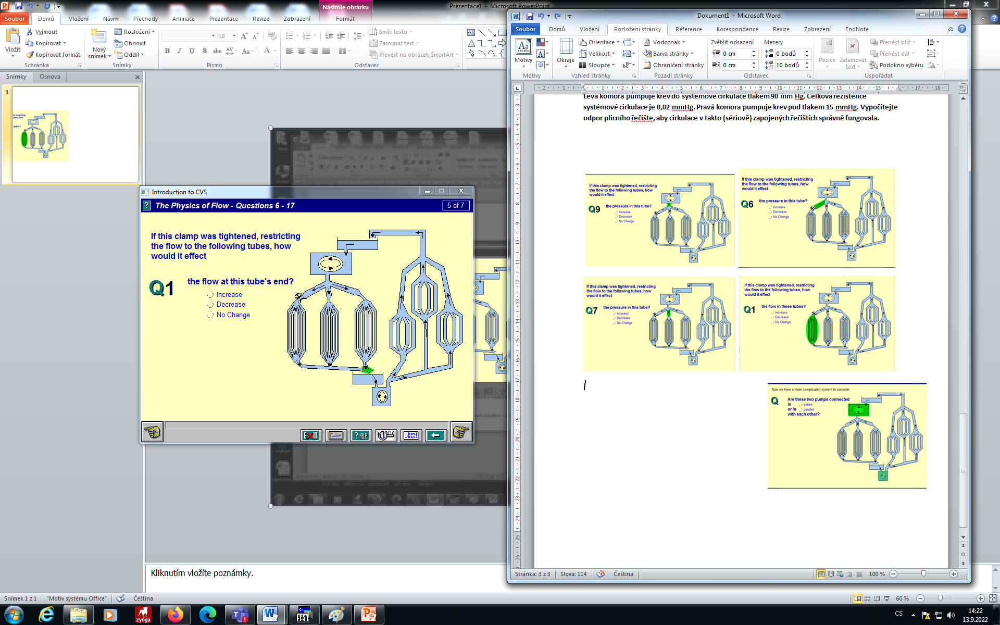 Nástroje obrázku
Prezentace1 - Microsoft PowerPoint
Soubor
Domů
Vložení
Návrh
Přechody
Animace
Prezentace
Revize
Zobrazení
Formát
Vložit
Vyjmout
Kopírovat
Kopírovat formát
Schránka
Nový
snímek
Rozložení
Obnovit
Oddíl
Snímky
18
Písmo
Směr textu
Zarovnat text
Převést na obrázek SmartArt
Odstavec
Snímky
Osnova
1
Introduction to CVS
The Physics of Flow - Questions 6 - 17
5 of 7
If this clamp was tightened, restricting
the flow to the following tubes, how
would it effect
Q1
the flow at this tube's end?
Increase
Decrease
No Change
EXIT
? HELP
Kliknutím vložíte poznámky.
Snímek 1 z 1
"Motiv systému Office"
Čeština
60 %
Dokument1 - Microsoft Word
Soubor
Domů
Vložení
Rozložení stránky
Reference
Korespondence
Revize
Zobrazení
EndNote
Motivy
Motivy
Okraje
Orientace
Velikost
Sloupce
Vzhled stránky
Vodoznak
Barva stránky
Ohraničení stránky
Pozadí stránky
Zvětšit odsazení
0 cm
0 cm
Mezery
0 bodů
10 bodů
Odstavec
Pozice
Zalamovat
text
Přenést blíž
Přenést dál
Podokno výběru
Uspořádat
Levá komora pumpuje krev do systémové cirkulace tlakem 90 mm Hg. Celková rezistence
systémové cirkulace je 0,02 mmHg. Pravá komora pumpuje krev pod tlakem 15 mmHg. Vypočítejte
odpor plicního řečište, aby cirkulace v takto (sériově) zapojených řečištích správně fungovala.
If this clamp was tightened, restricting
the flow to the following tubes, how
would it effect
Q9
the pressure in this tube?
Increase
Decrease
No Change
If this clamp was tightened, restricting
the flow to the following tubes, how
would it effect
Q6
the pressure in this tube?
Increase
Decrease
No Change
If this clamp was tightened, restricting
the flow to the following tubes, how
would it effect
Q7
the pressure in this tube?
Increase
Decrease
No Change
If this clamp was tightened, restricting
the flow to the following tubes, how
would it effect
Q1
the flow in these tubes?
Increase
Decrease
No Change
Now we have a more complicated system to consider.
Q
Are these two pumps connected
in series
or in parallel
with each other?
Stránka: 3 z 3
Slova: 114
Čeština
100 %
zynga
CS
14:22
13.9.2022